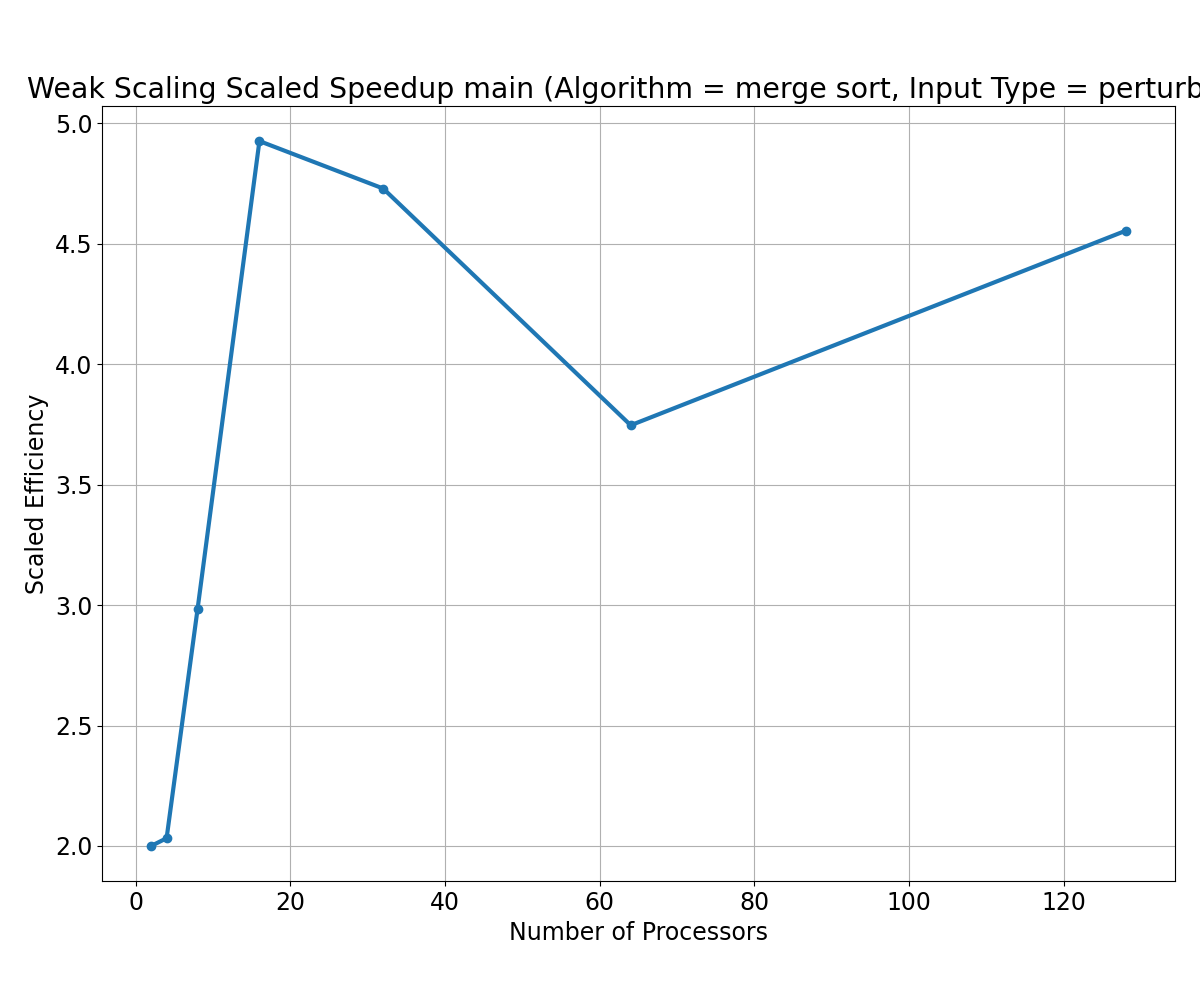 Weak Scaling Scaled Speedup main (Algorithm = merge sort, Input Type = perturb
5.0
4.5
4.0
3.5
3.0
2.5
2.0
Scaled Efficiency
0 20 40 60 80 100 120
Number of Processors